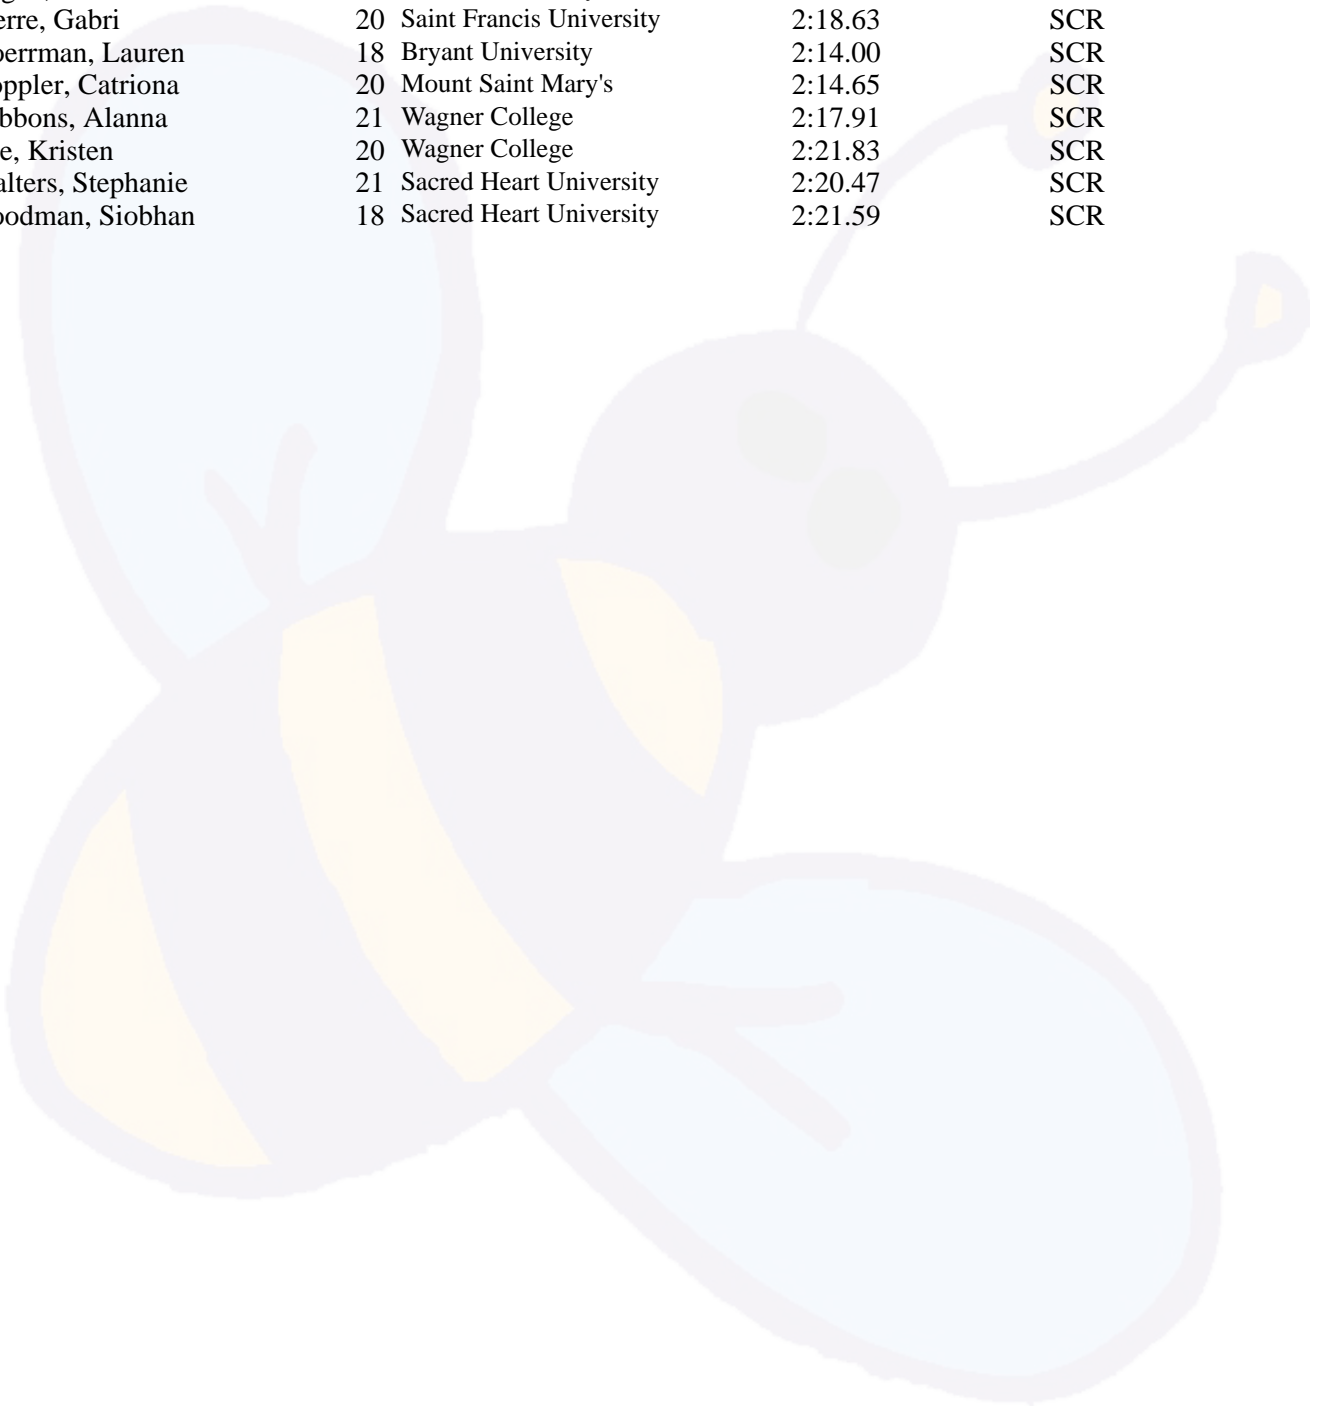 erre, Gabri 20 Saint Francis University 2:18.63 SCR
oerrman, Lauren 18 Bryant University 2:14.00 SCR
oppler, Catriona 20 Mount Saint Mary's 2:14.65 SCR
bbons, Alanna 21 Wagner College 2:17.91 SCR
e, Kristen 20 Wagner College 2:21.83 SCR
alters, Stephanie 21 Sacred Heart University 2:20.47 SCR
oodman, Siobhan 18 Sacred Heart University 2:21.59 SCR